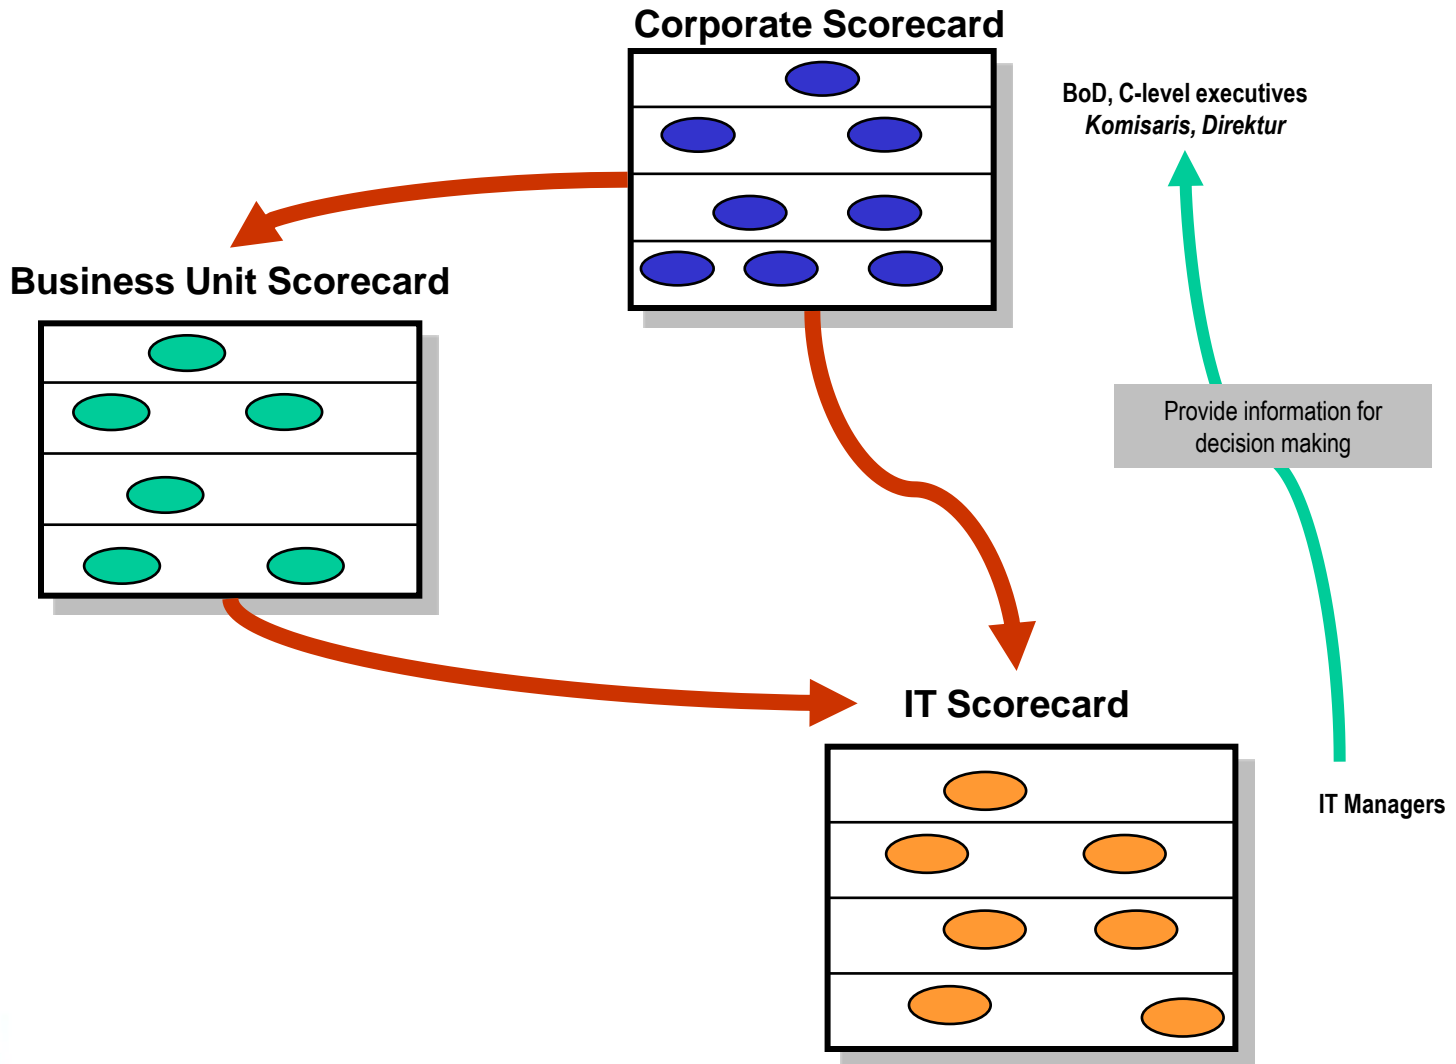 Corporate Scorecard
BoD, C-level executives
Komisaris, Direktur
Business Unit Scorecard
Provide information for
decision making
IT Scorecard
IT Managers